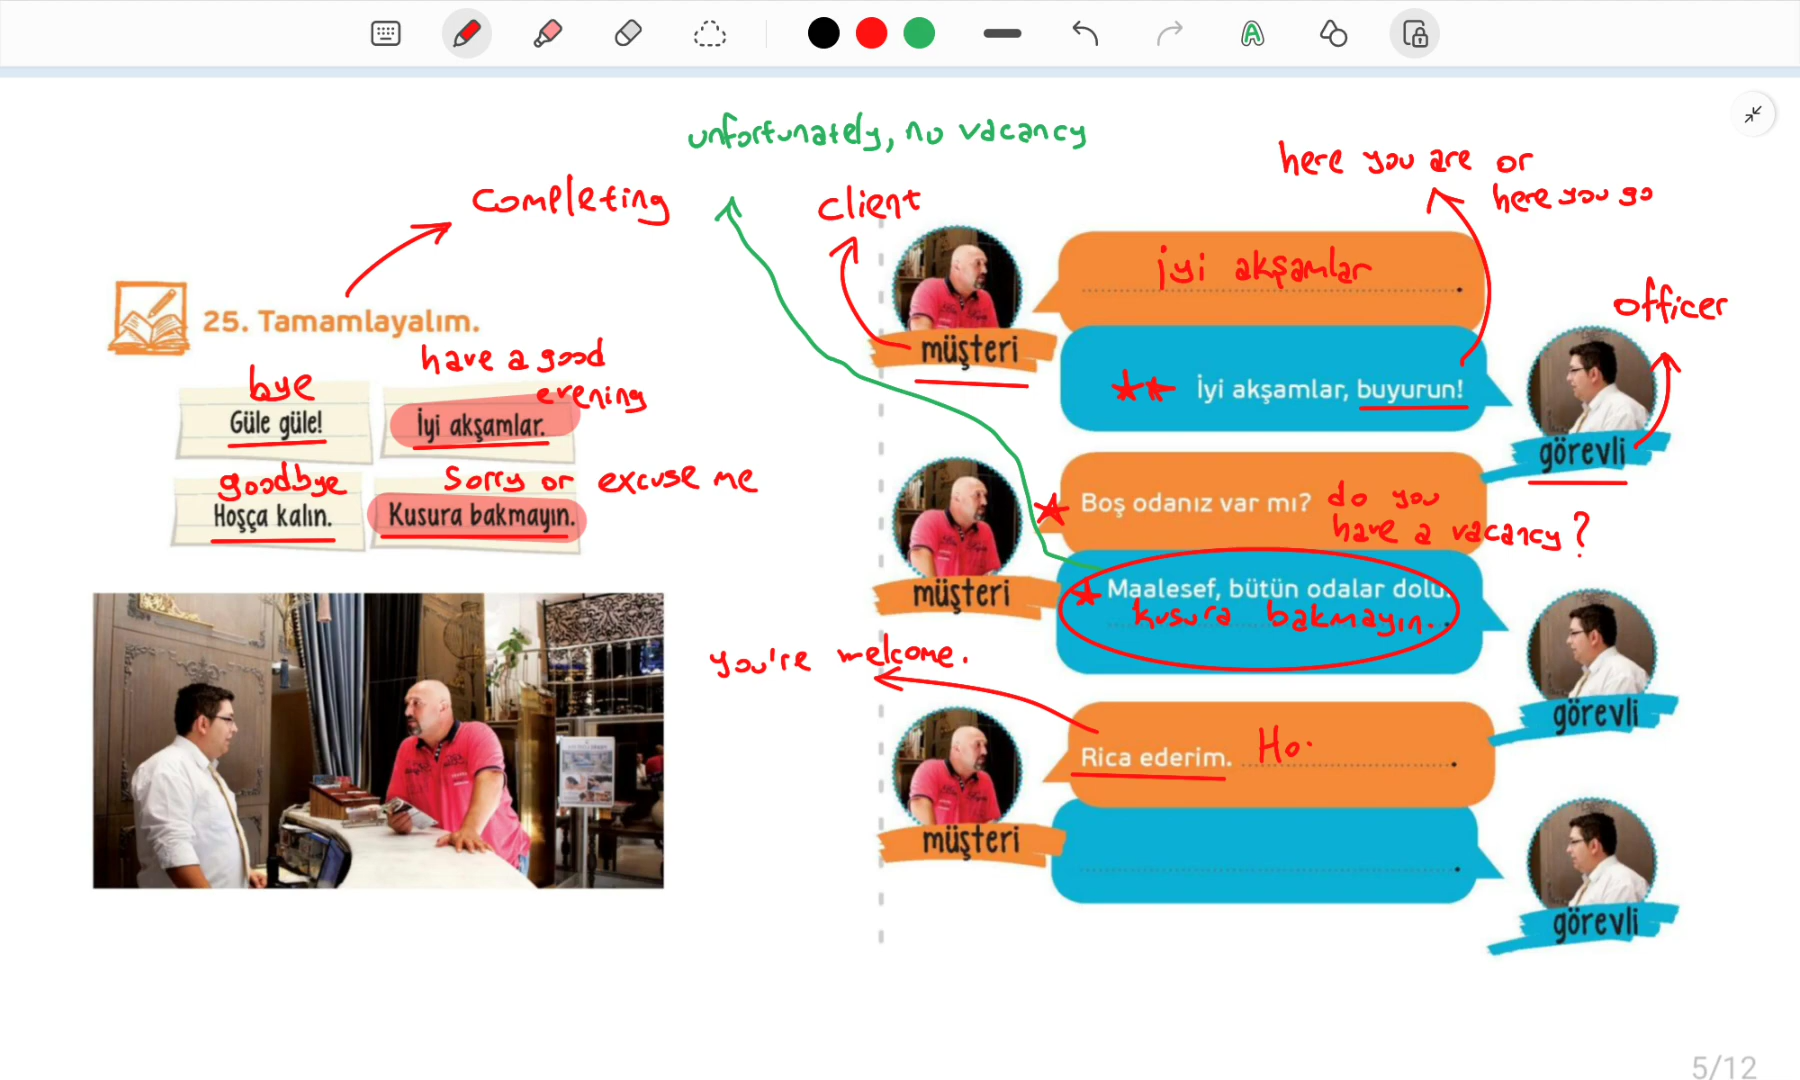 unfortunately, no vacancy
completing
client
here you are or
here you go
officer
25. Tamamlayalım.
bye
Güle güle!
have a good
evening
İyi akşamlar.
goodbye
Hoşça kalın.
sorry or excuse me
Kusura bakmayın.
iyi akşamlar
müşteri
İyi akşamlar, buyurun!
görevli
Boş odanız var mı?
do you
have a vacancy?
müşteri
Maalesef, bütün odalar dolu.
kusura bakmayın.
görevli
you're welcome.
Rica ederim. Ho
müşteri
görevli
5/12